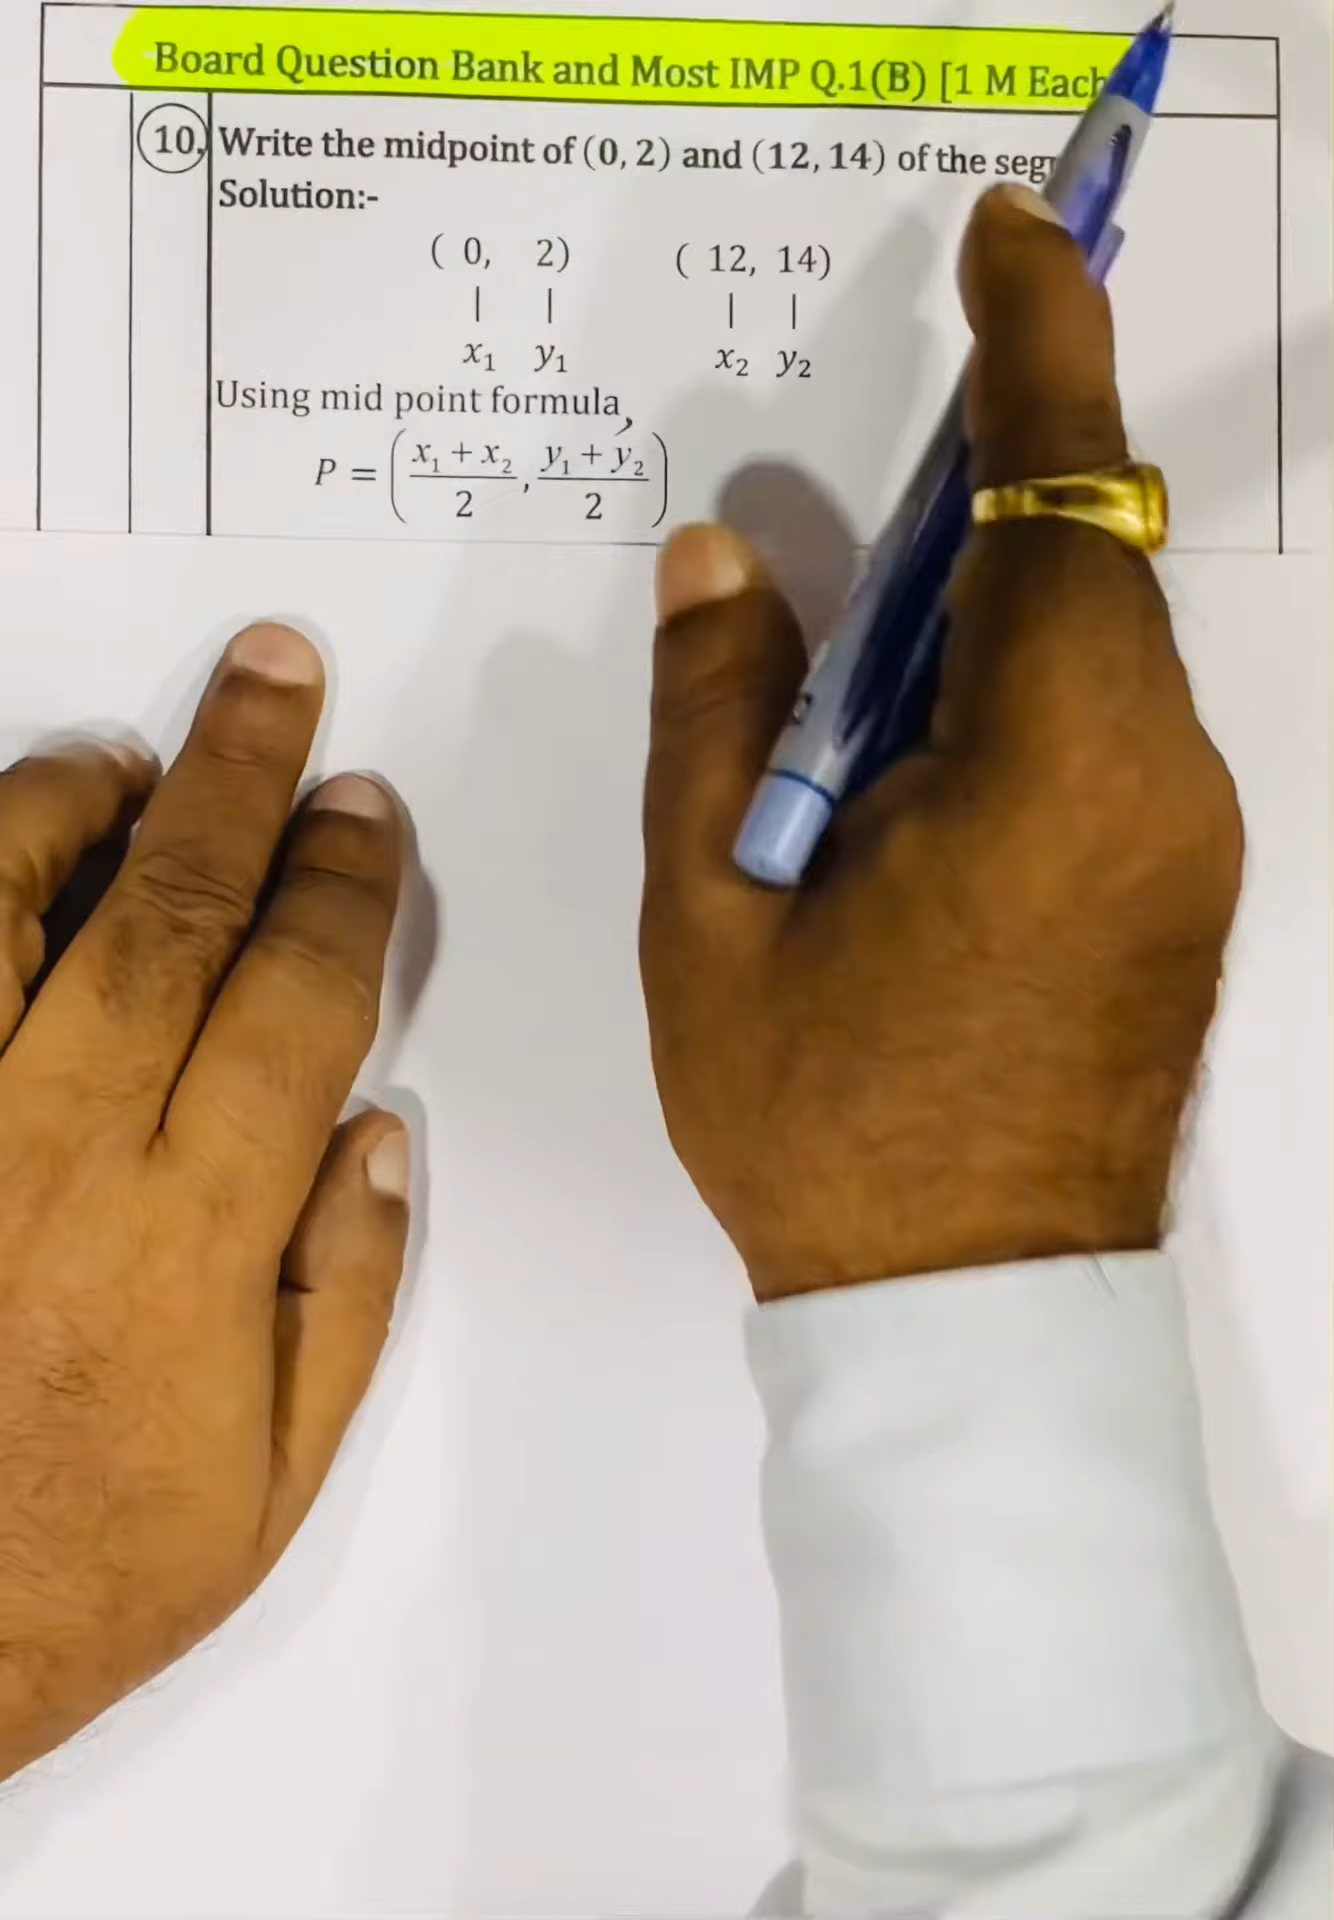 Board Question Bank and Most IMP Q.1(B) [1 M Each
10. Write the midpoint of (0, 2) and (12, 14) of the
Solution:-
( 0, 2) ( 12, 14)
| | | |
x₁ y₁ x₂ y₂
Using mid point formula,
P = ( x₁ + x₂ / 2 , y₁ + y₂ / 2 )